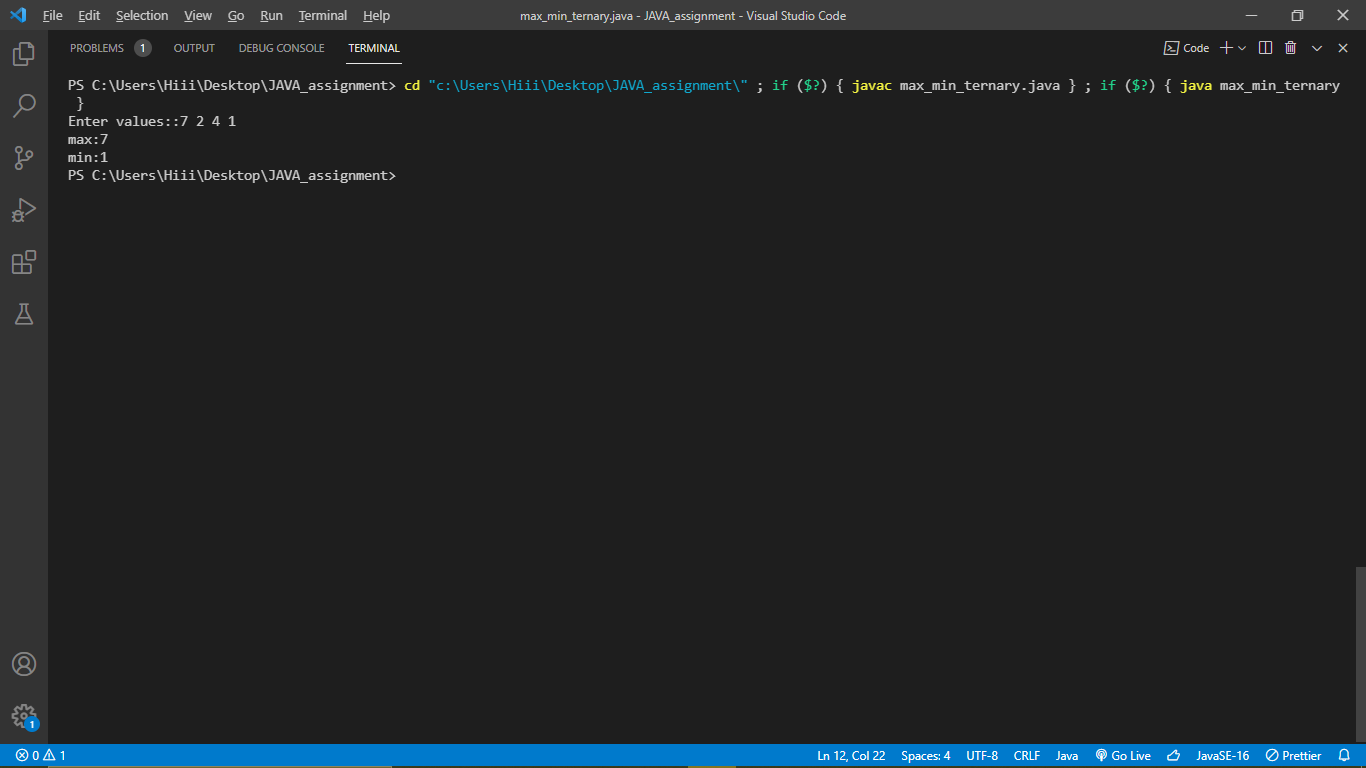 File Edit Selection View Go Run Terminal Help max_min_ternary.java - JAVA_assignment - Visual Studio Code
PROBLEMS 1 OUTPUT DEBUG CONSOLE TERMINAL Code
PS C:\Users\Hiii\Desktop\JAVA_assignment> cd "c:\Users\Hiii\Desktop\JAVA_assignment\" ; if ($?) { javac max_min_ternary.java } ; if ($?) { java max_min_ternary
}
Enter values::7 2 4 1
max:7
min:1
PS C:\Users\Hiii\Desktop\JAVA_assignment>
1
0 1 Ln 12, Col 22 Spaces: 4 UTF-8 CRLF Java Go Live JavaSE-16 Prettier